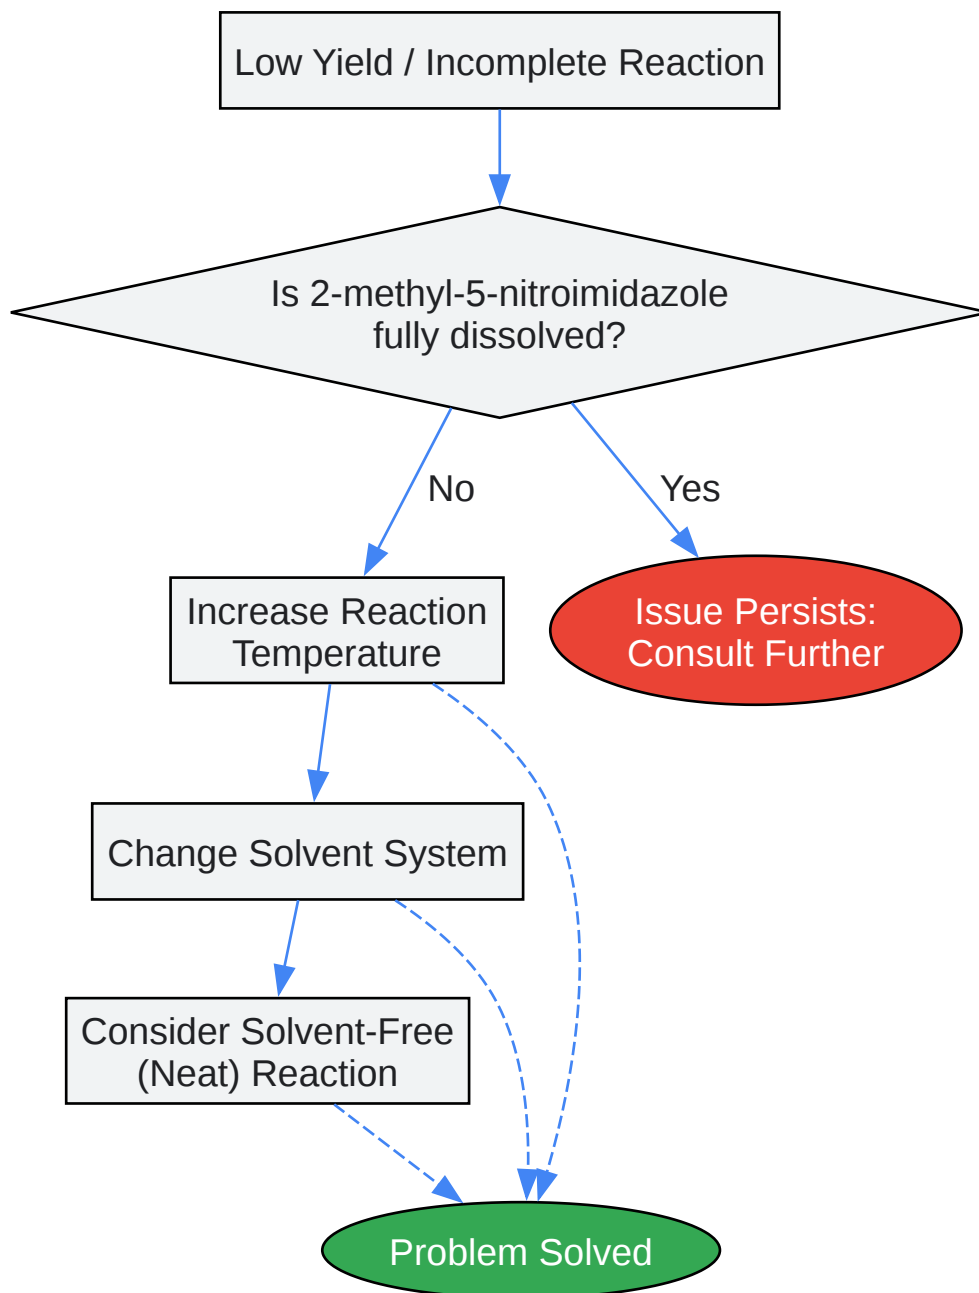 Low Yield / Incomplete Reaction
Is 2-methyl-5-nitroimidazole
fully dissolved?
No
Yes
Increase Reaction
Temperature
Issue Persists:
Consult Further
Change Solvent System
Consider Solvent-Free
(Neat) Reaction
Problem Solved